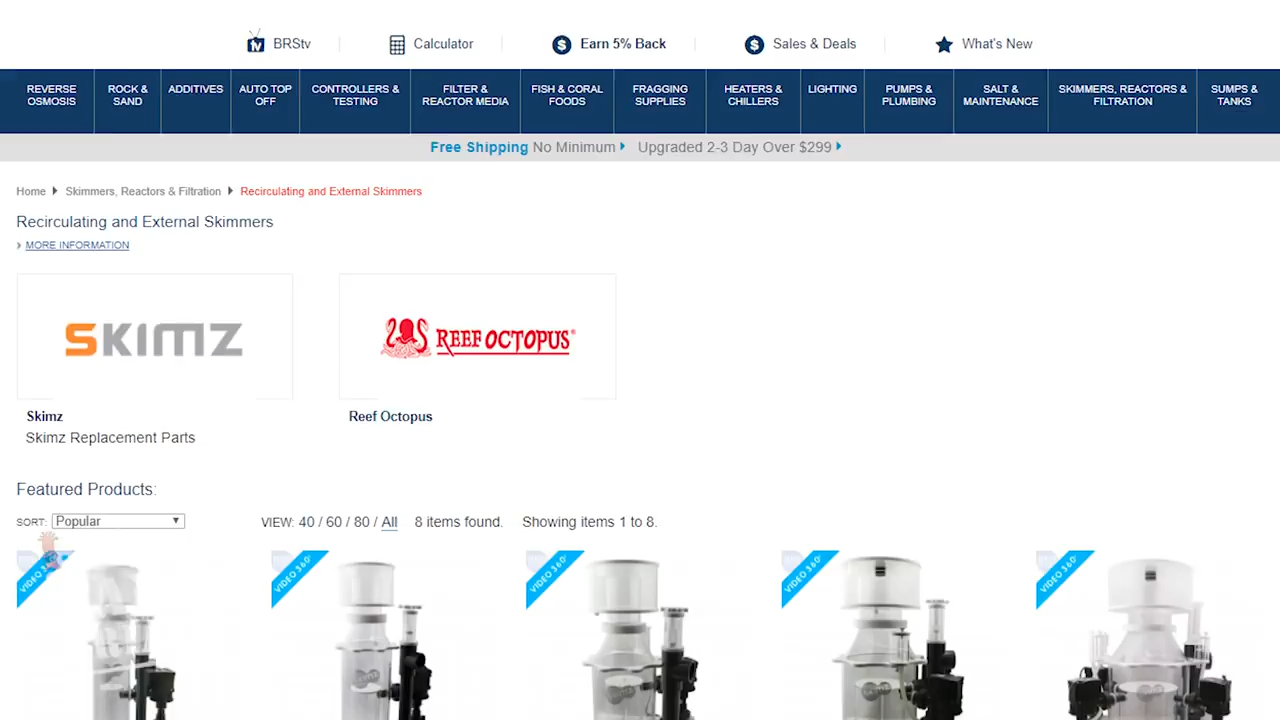 BRStv
Calculator
Earn 5% Back
Sales & Deals
What's New
REVERSE
OSMOSIS
ROCK &
SAND
ADDITIVES
AUTO TOP
OFF
CONTROLLERS &
TESTING
FILTER &
REACTOR MEDIA
FISH & CORAL
FOODS
FRAGGING
SUPPLIES
HEATERS &
CHILLERS
LIGHTING
PUMPS &
PLUMBING
SALT &
MAINTENANCE
SKIMMERS, REACTORS &
FILTRATION
SUMPS &
TANKS
Free Shipping No Minimum Upgraded 2-3 Day Over $299
Home Skimmers, Reactors & Filtration Recirculating and External Skimmers
Recirculating and External Skimmers
MORE INFORMATION
SKIMZ
REEF OCTOPUS®
Skimz
Reef Octopus
Skimz Replacement Parts
Featured Products:
SORT: Popular
VIEW: 40 / 60 / 80 / All 8 items found. Showing items 1 to 8.
VIDEO 360°
VIDEO 360°
VIDEO 360°
VIDEO 360°